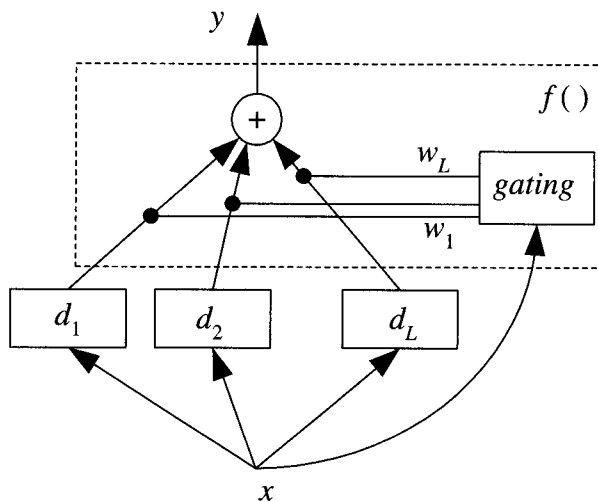 y
f ( )
+
w_L
gating
w_1
d_1
d_2
d_L
x